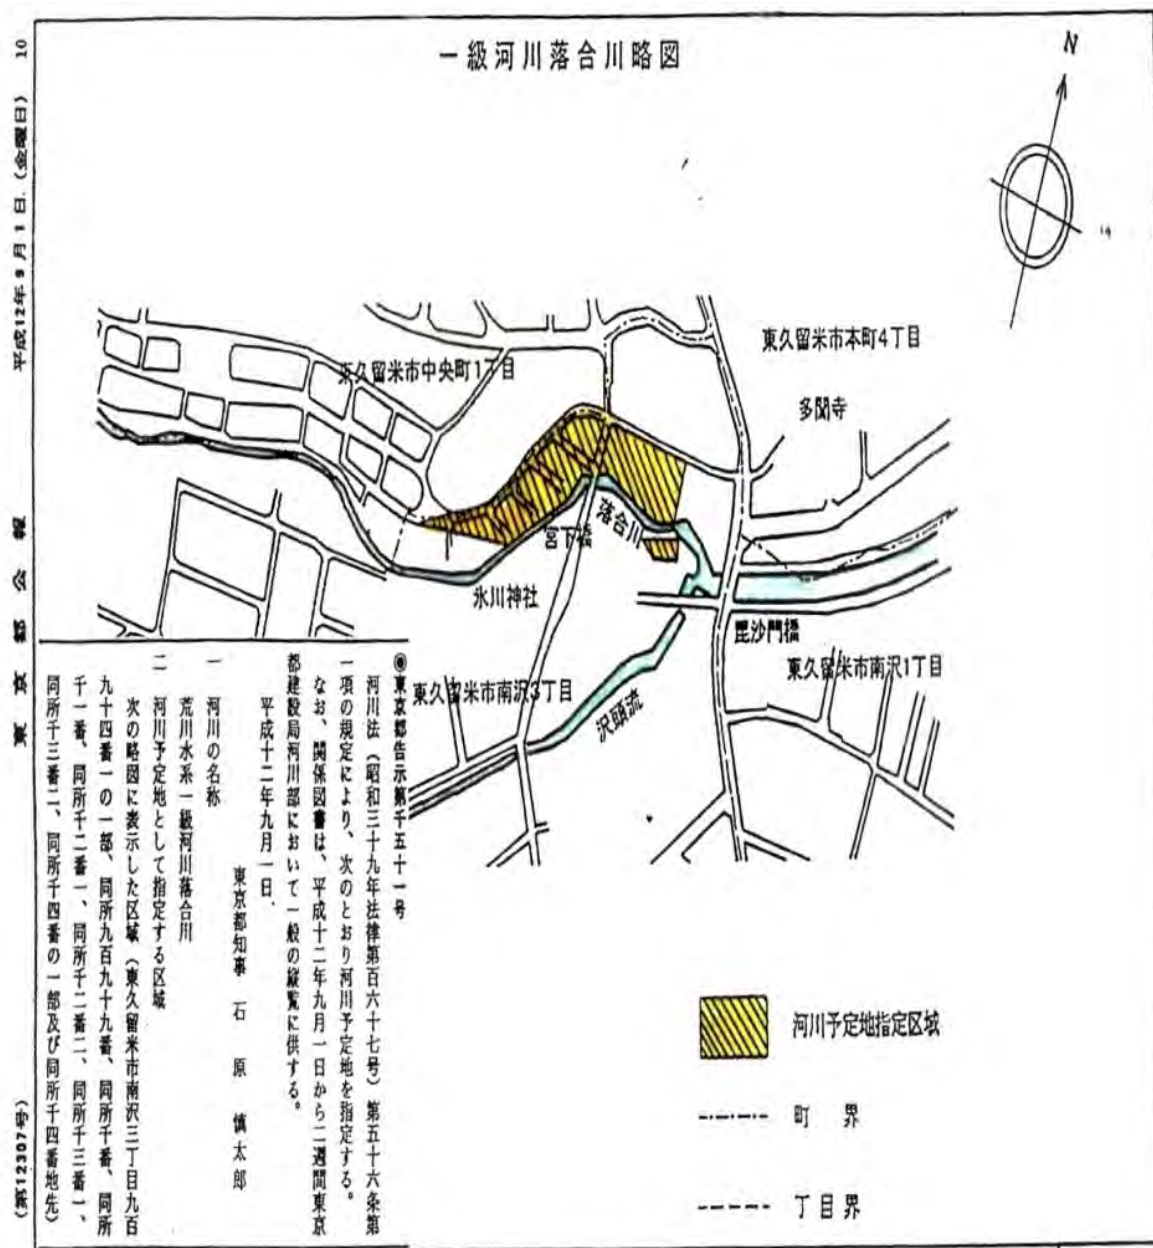 東京都公報
平成12年9月1日(金曜日) 10
(第12307号)
一級河川落合川略図
N
東久留米市本町4丁目
東久留米市中央町1丁目
多聞寺
落合川
宮下橋
氷川神社
毘沙門橋
東久留米市南沢3丁目
東久留米市南沢1丁目
沢頭流
河川予定地指定区域
町界
丁目界
◉東京都告示第千五十一号
河川法(昭和三十九年法律第百六十七号)第五十六条第
一項の規定により、次のとおり河川予定地を指定する。
なお、関係図書は、平成十二年九月一日から二週間東京
都建設局河川部において一般の縦覧に供する。
平成十二年九月一日
東京都知事 石原慎太郎
一 河川の名称
荒川水系一級河川落合川
二 河川予定地として指定する区域
次の略図に表示した区域(東久留米市南沢三丁目九百
九十四番一の一部、同所九百九十九番、同所千番、同所
千一番、同所千二番一、同所千二番二、同所千三番一、
同所千三番二、同所千四番の一部及び同所千四番地先)